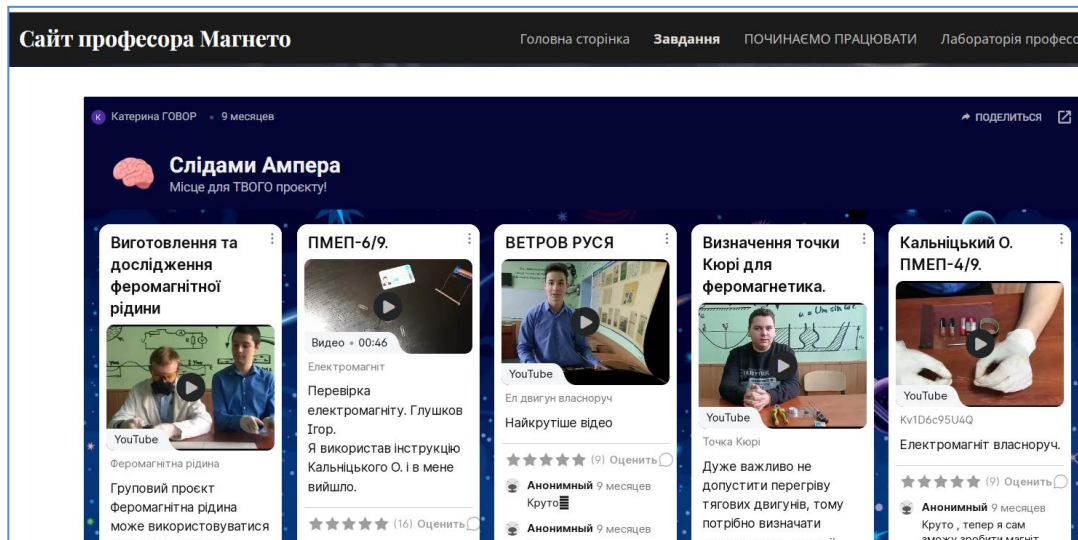 Сайт професора Магнето
Головна сторінка Завдання ПОЧИНАЄМО ПРАЦЮВАТИ Лабораторія професо
К Катерина ГОВОР • 9 месяцев
ПОДЕЛИТЬСЯ
Слідами Ампера
Місце для ТВОГО проєкту!
Виготовлення та
дослідження
феромагнітної
рідини
YouTube
Феромагнітна рідина
Груповий проєкт
Феромагнітна рідина
може використовуватися
ПМЕП-6/9.
Видео • 00:46
Електромагніт
Перевірка
електромагніту. Глушков
Ігор.
Я використав інструкцію
Кальніцького О. і в мене
вийшло.
(16) Оценить
ВЕТРОВ РУСЯ
YouTube
Ел двигун власноруч
Найкрутіше відео
(9) Оценить
Анонимный 9 месяцев
Круто
Анонимный 9 месяцев
Визначення точки
Кюрі для
феромагнетика.
YouTube
Точка Кюрі
Дуже важливо не
допустити перегріву
тягових двигунів, тому
потрібно визначати
Кальніцький О.
ПМЕП-4/9.
YouTube
Kv1D6c95U4Q
Електромагніт власноруч.
(9) Оценить
Анонимный 9 месяцев
Круто , тепер я сам
зможу зробити магніт